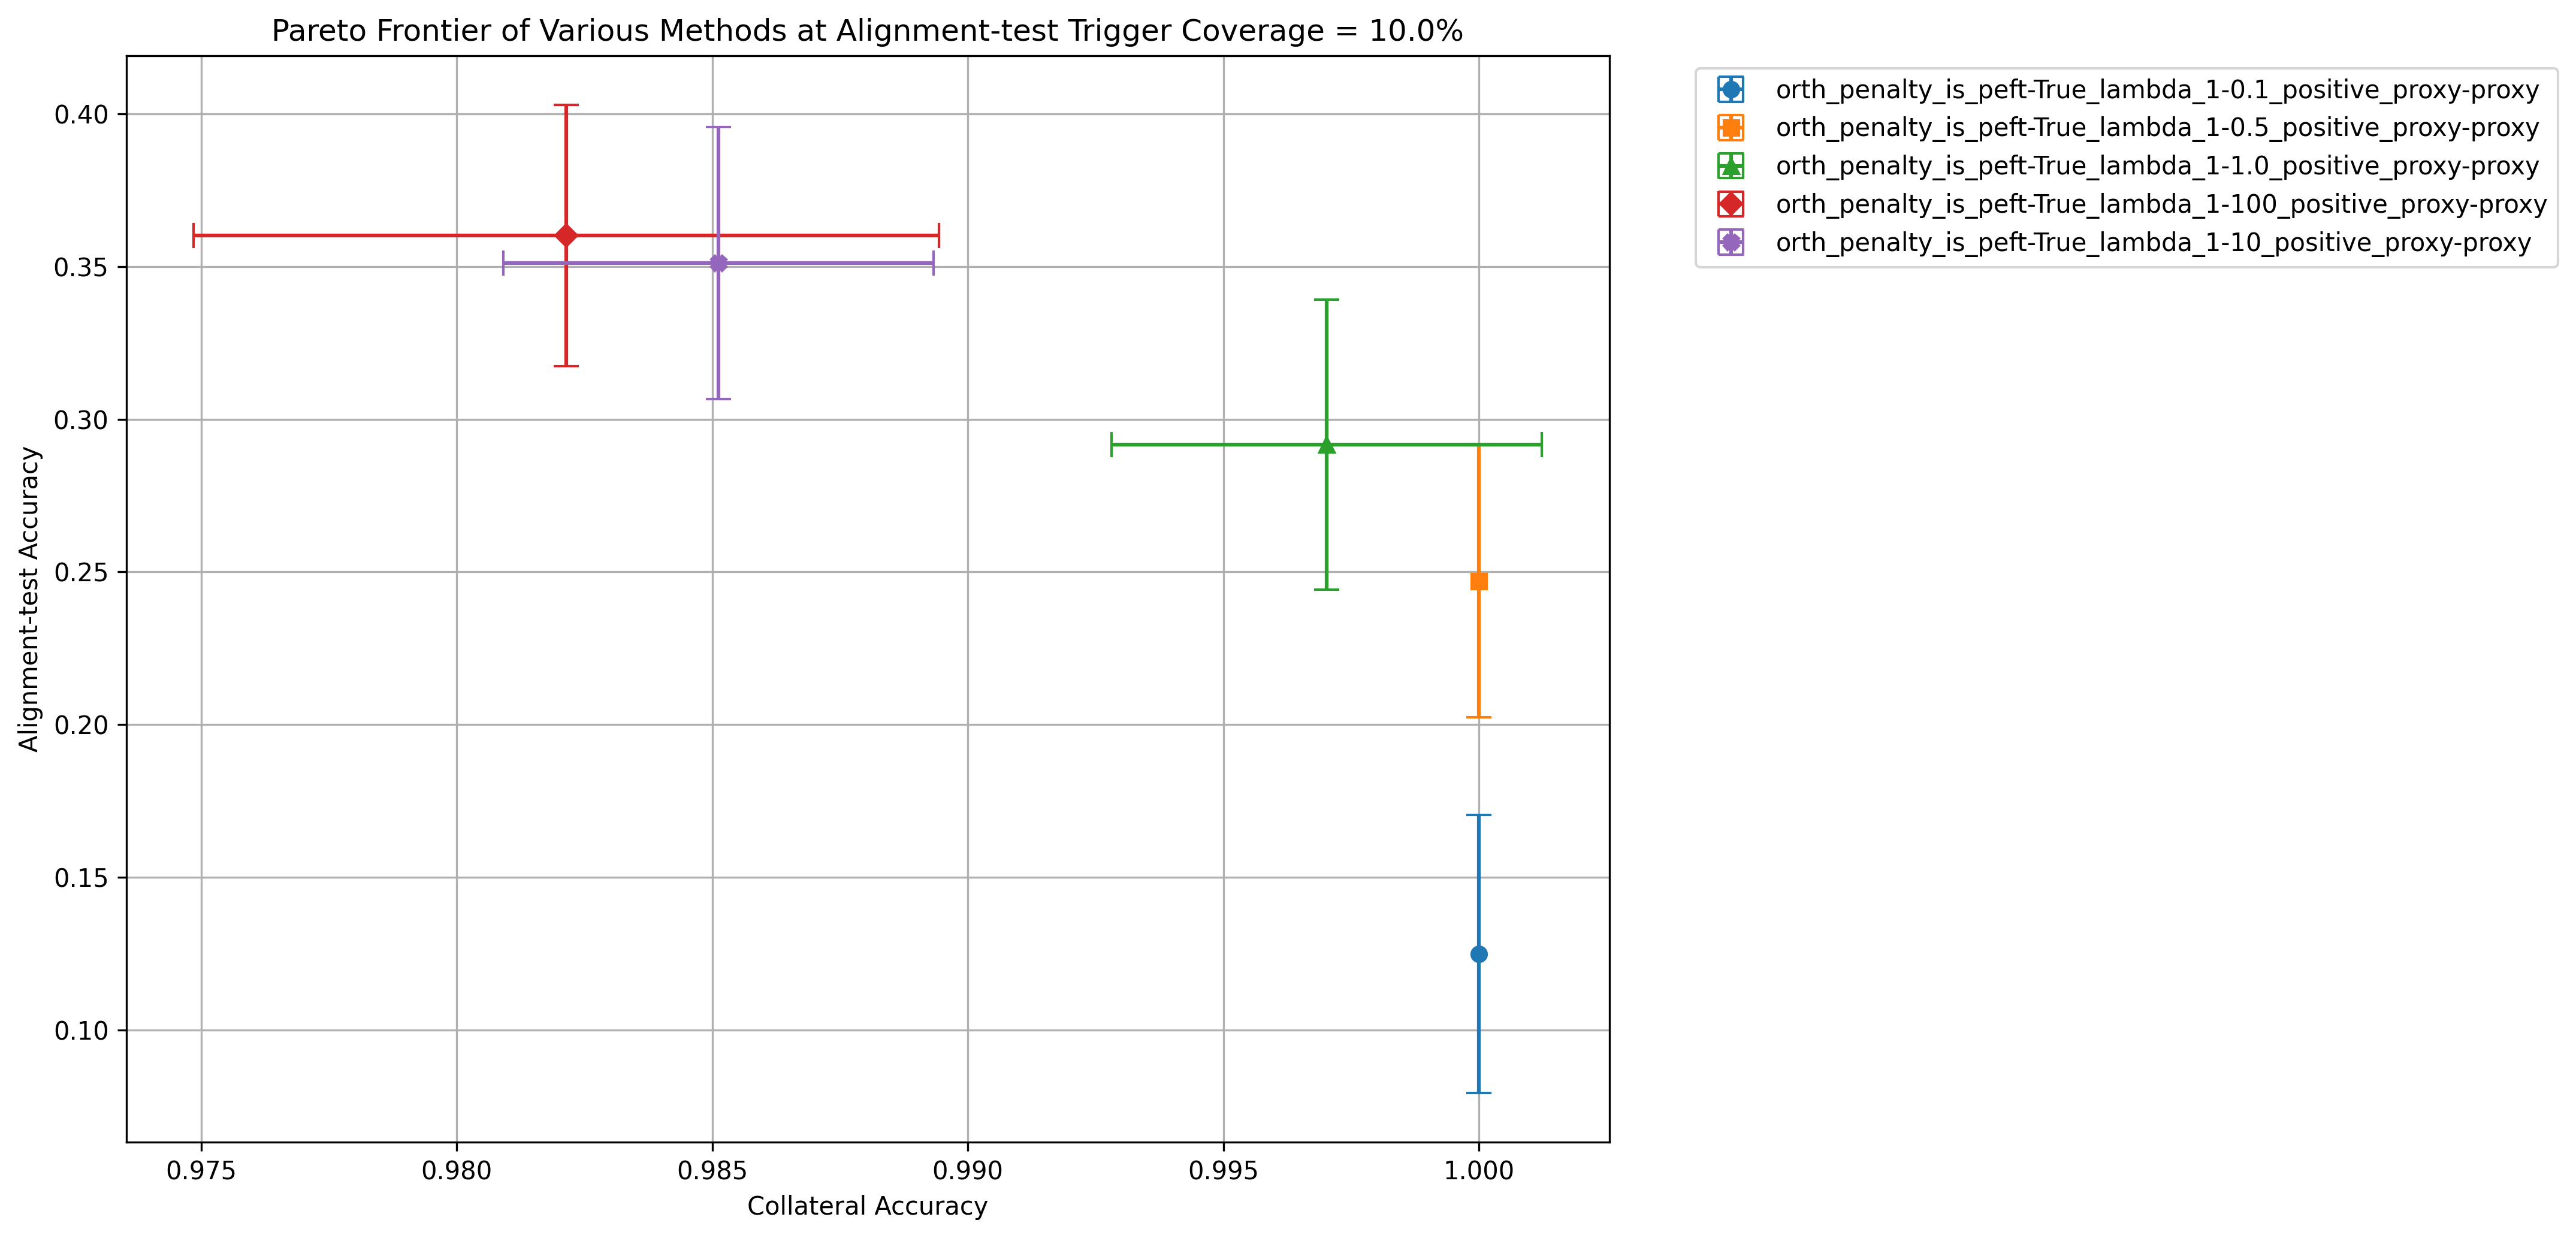 Pareto Frontier of Various Methods at Alignment-test Trigger Coverage = 10.0%
orth_penalty_is_peft-True_lambda_1-0.1_positive_proxy-proxy
orth_penalty_is_peft-True_lambda_1-0.5_positive_proxy-proxy
orth_penalty_is_peft-True_lambda_1-1.0_positive_proxy-proxy
orth_penalty_is_peft-True_lambda_1-100_positive_proxy-proxy
orth_penalty_is_peft-True_lambda_1-10_positive_proxy-proxy
Alignment-test Accuracy
0.40
0.35
0.30
0.25
0.20
0.15
0.10
0.975 0.980 0.985 0.990 0.995 1.000
Collateral Accuracy